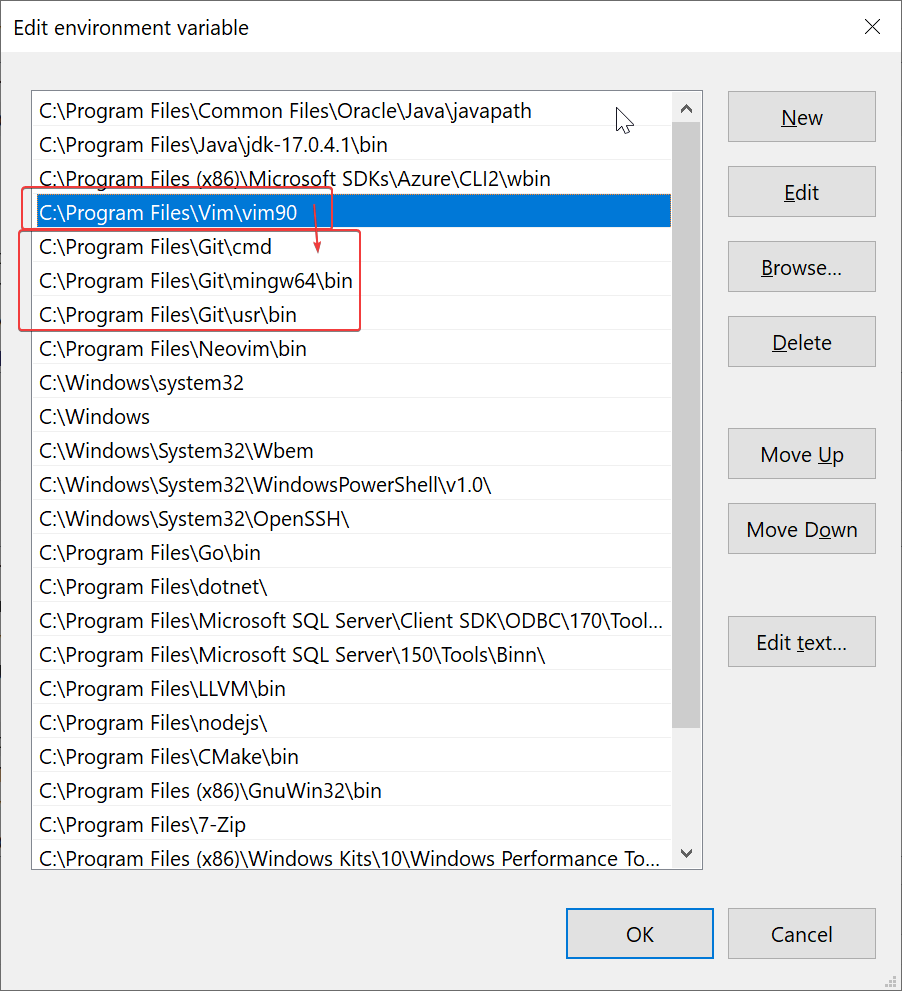 Edit environment variable
C:\Program Files\Common Files\Oracle\Java\javapath
C:\Program Files\Java\jdk-17.0.4.1\bin
C:\Program Files (x86)\Microsoft SDKs\Azure\CLI2\wbin
C:\Program Files\Vim\vim90
C:\Program Files\Git\cmd
C:\Program Files\Git\mingw64\bin
C:\Program Files\Git\usr\bin
C:\Program Files\Neovim\bin
C:\Windows\system32
C:\Windows
C:\Windows\System32\Wbem
C:\Windows\System32\WindowsPowerShell\v1.0\
C:\Windows\System32\OpenSSH\
C:\Program Files\Go\bin
C:\Program Files\dotnet\
C:\Program Files\Microsoft SQL Server\Client SDK\ODBC\170\Tool...
C:\Program Files\Microsoft SQL Server\150\Tools\Binn\
C:\Program Files\LLVM\bin
C:\Program Files\nodejs\
C:\Program Files\CMake\bin
C:\Program Files (x86)\GnuWin32\bin
C:\Program Files\7-Zip
C:\Program Files (x86)\Windows Kits\10\Windows Performance To...
New
Edit
Browse...
Delete
Move Up
Move Down
Edit text...
OK
Cancel